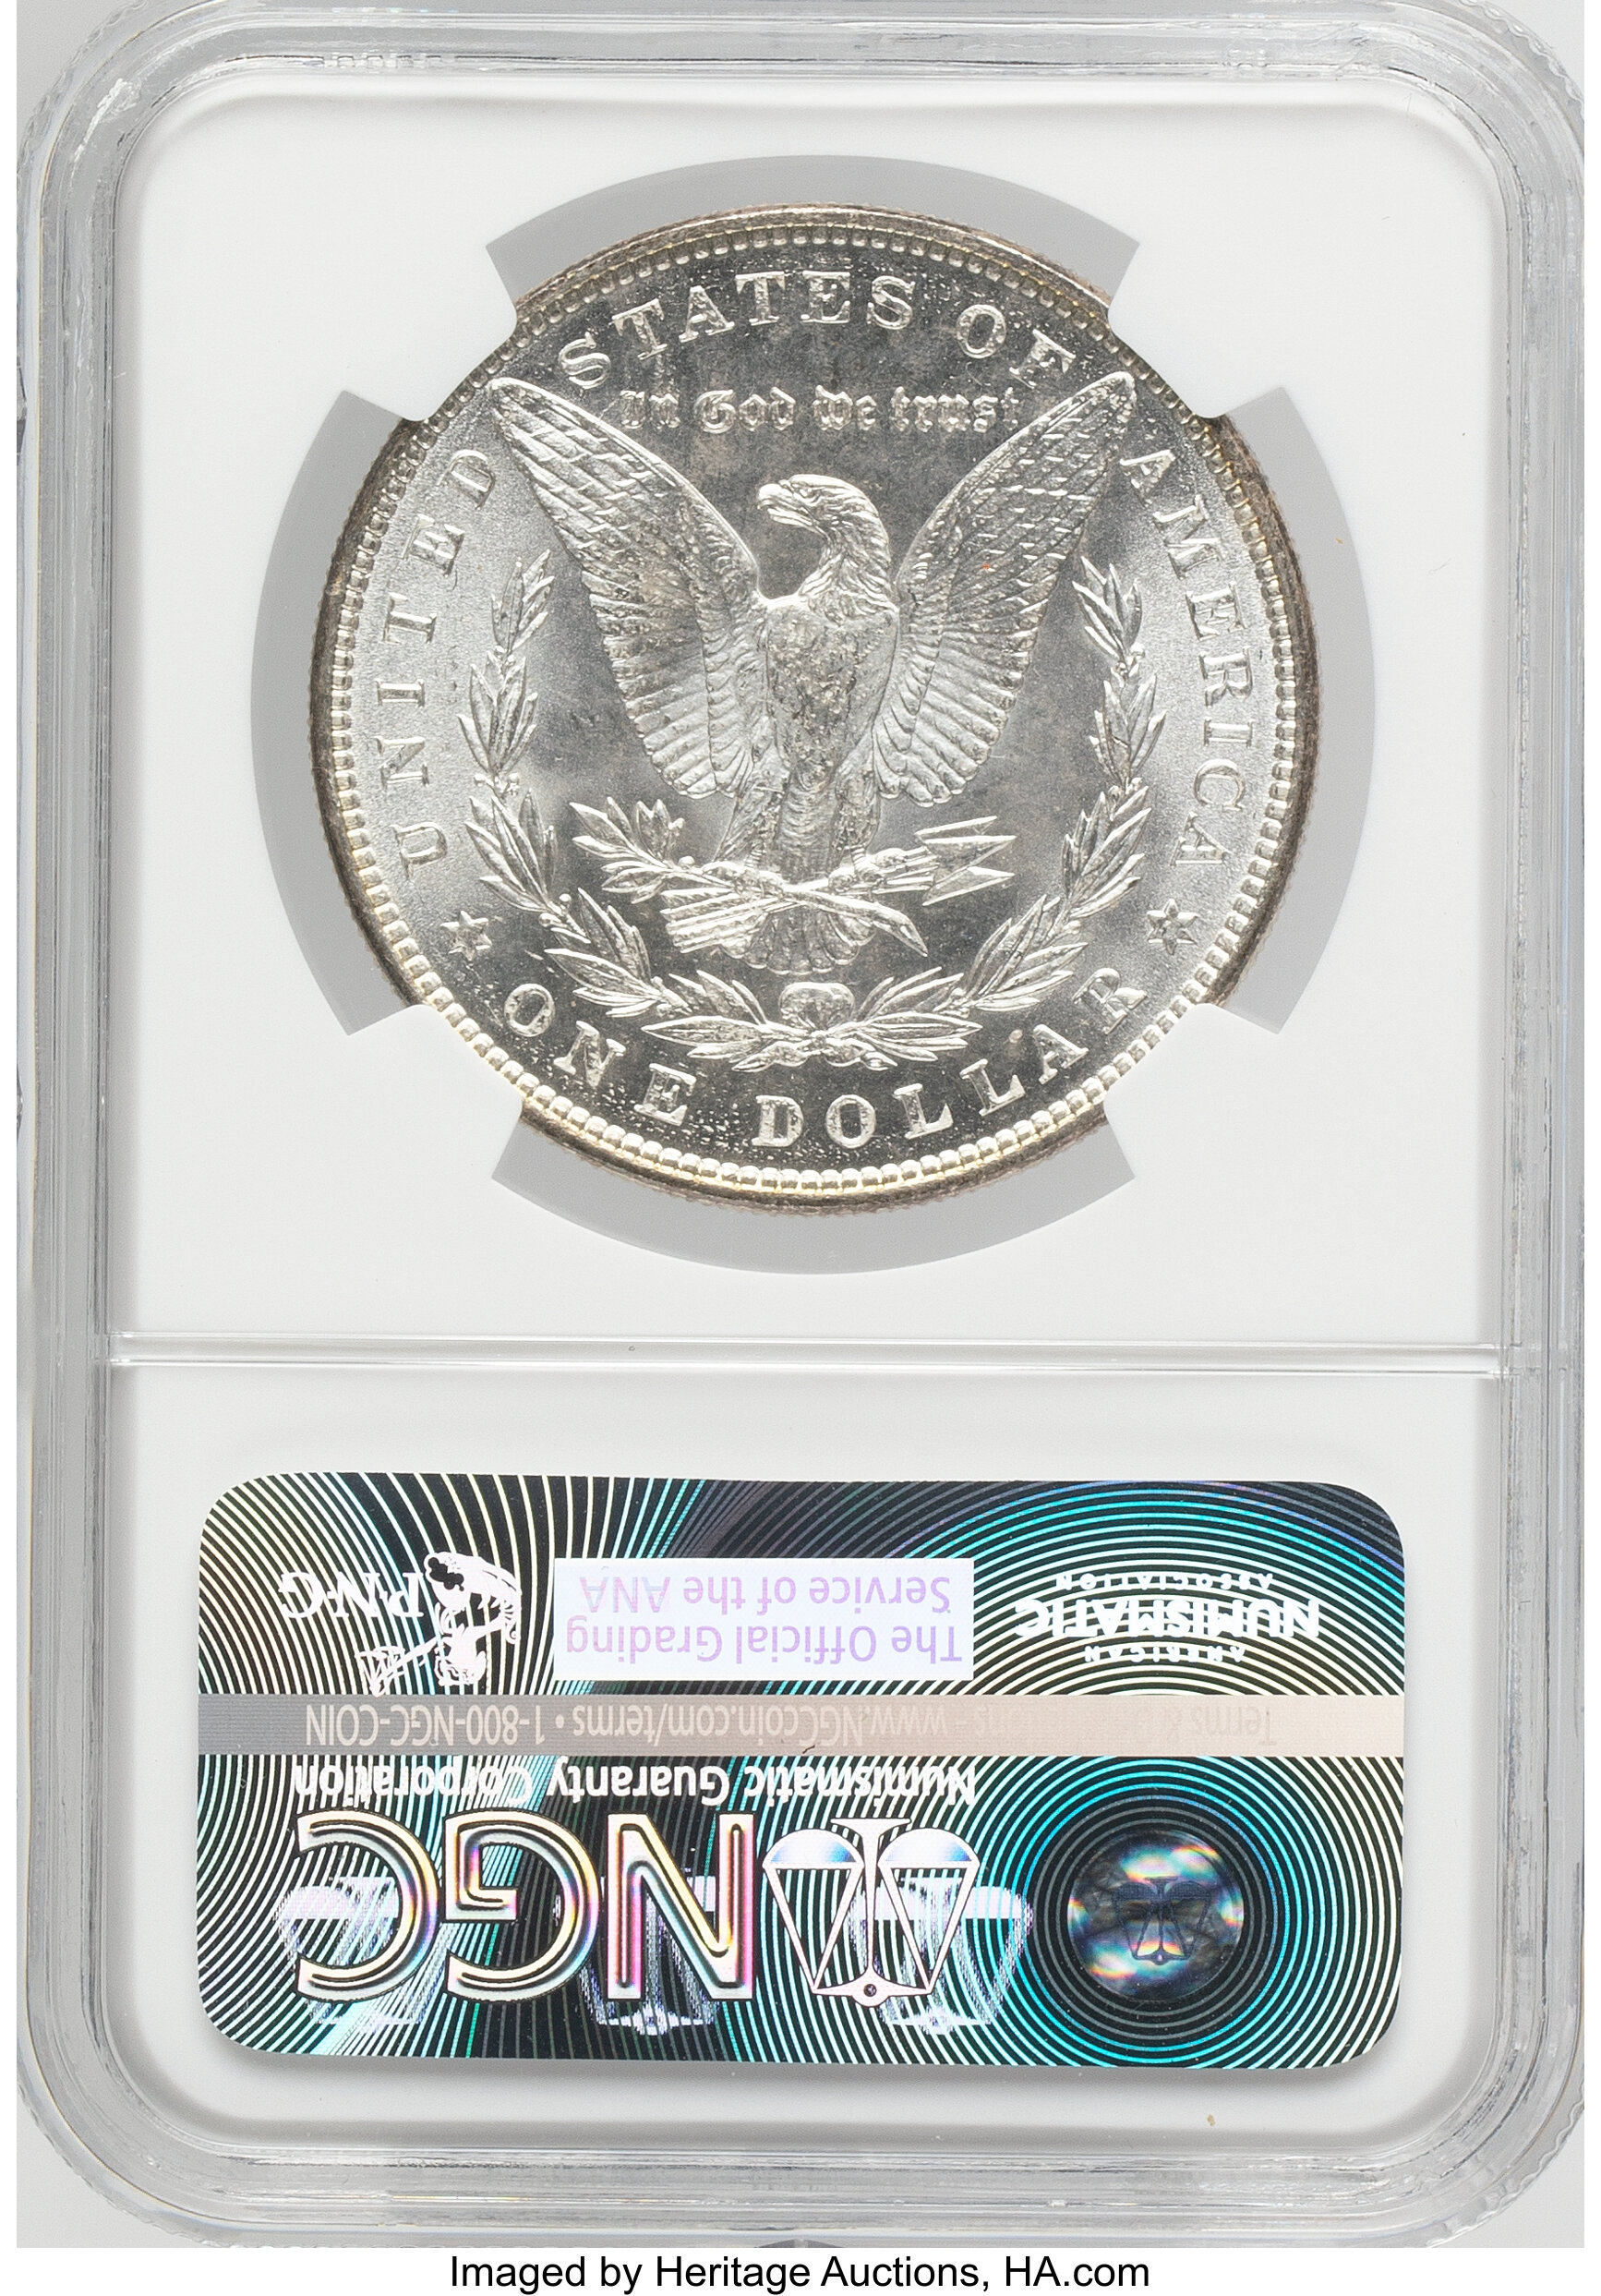 UNITED STATES OF AMERICA
In God We trust
ONE DOLLAR
NGC
Numismatic Guaranty Corporation
www.NGCcoin.com/terms • 1-800-NGC-COIN
The Official Grading
Service of the ANA
AMERICAN
NUMISMATIC
ASSOCIATION
P·N·G
Imaged by Heritage Auctions, HA.com